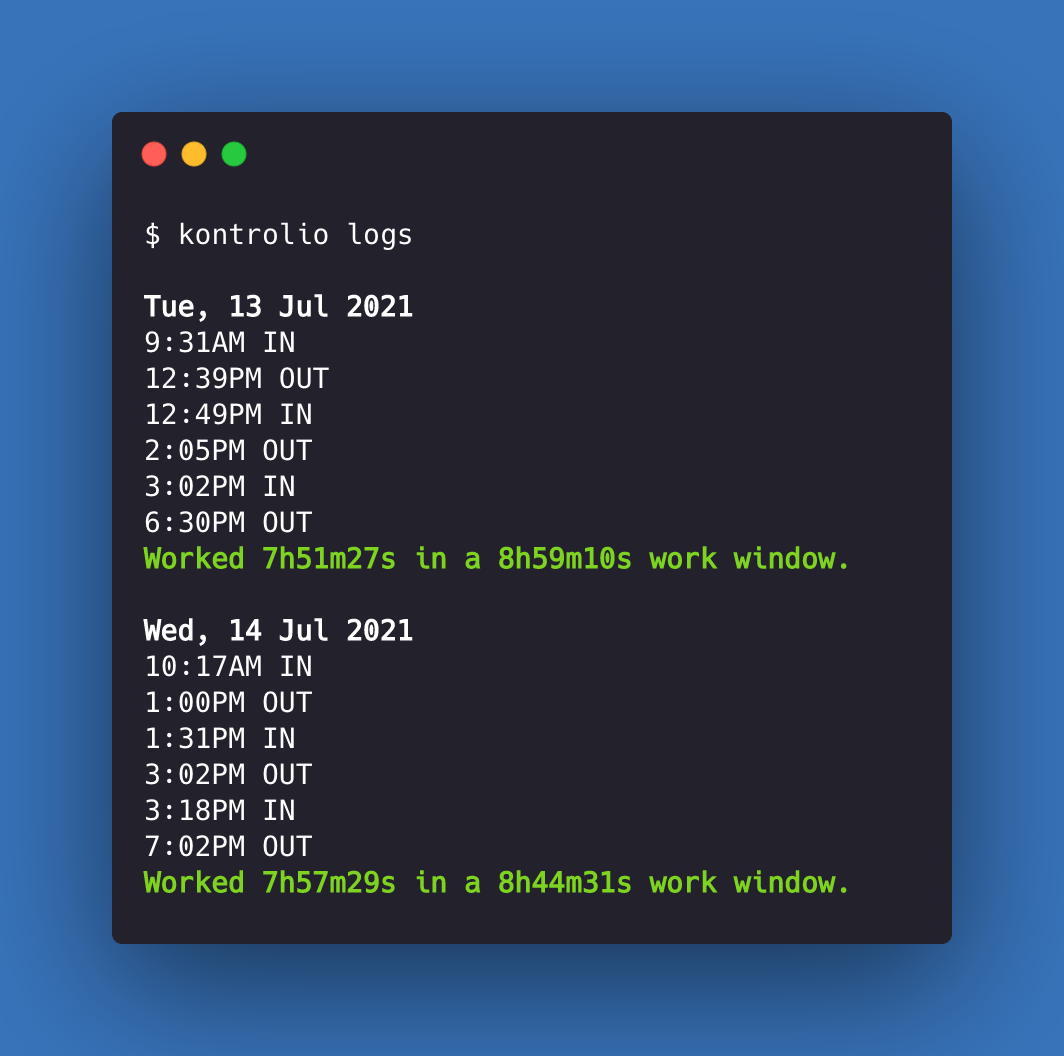 $ kontrolio logs
Tue, 13 Jul 2021
9:31AM IN
12:39PM OUT
12:49PM IN
2:05PM OUT
3:02PM IN
6:30PM OUT
Worked 7h51m27s in a 8h59m10s work window.
Wed, 14 Jul 2021
10:17AM IN
1:00PM OUT
1:31PM IN
3:02PM OUT
3:18PM IN
7:02PM OUT
Worked 7h57m29s in a 8h44m31s work window.